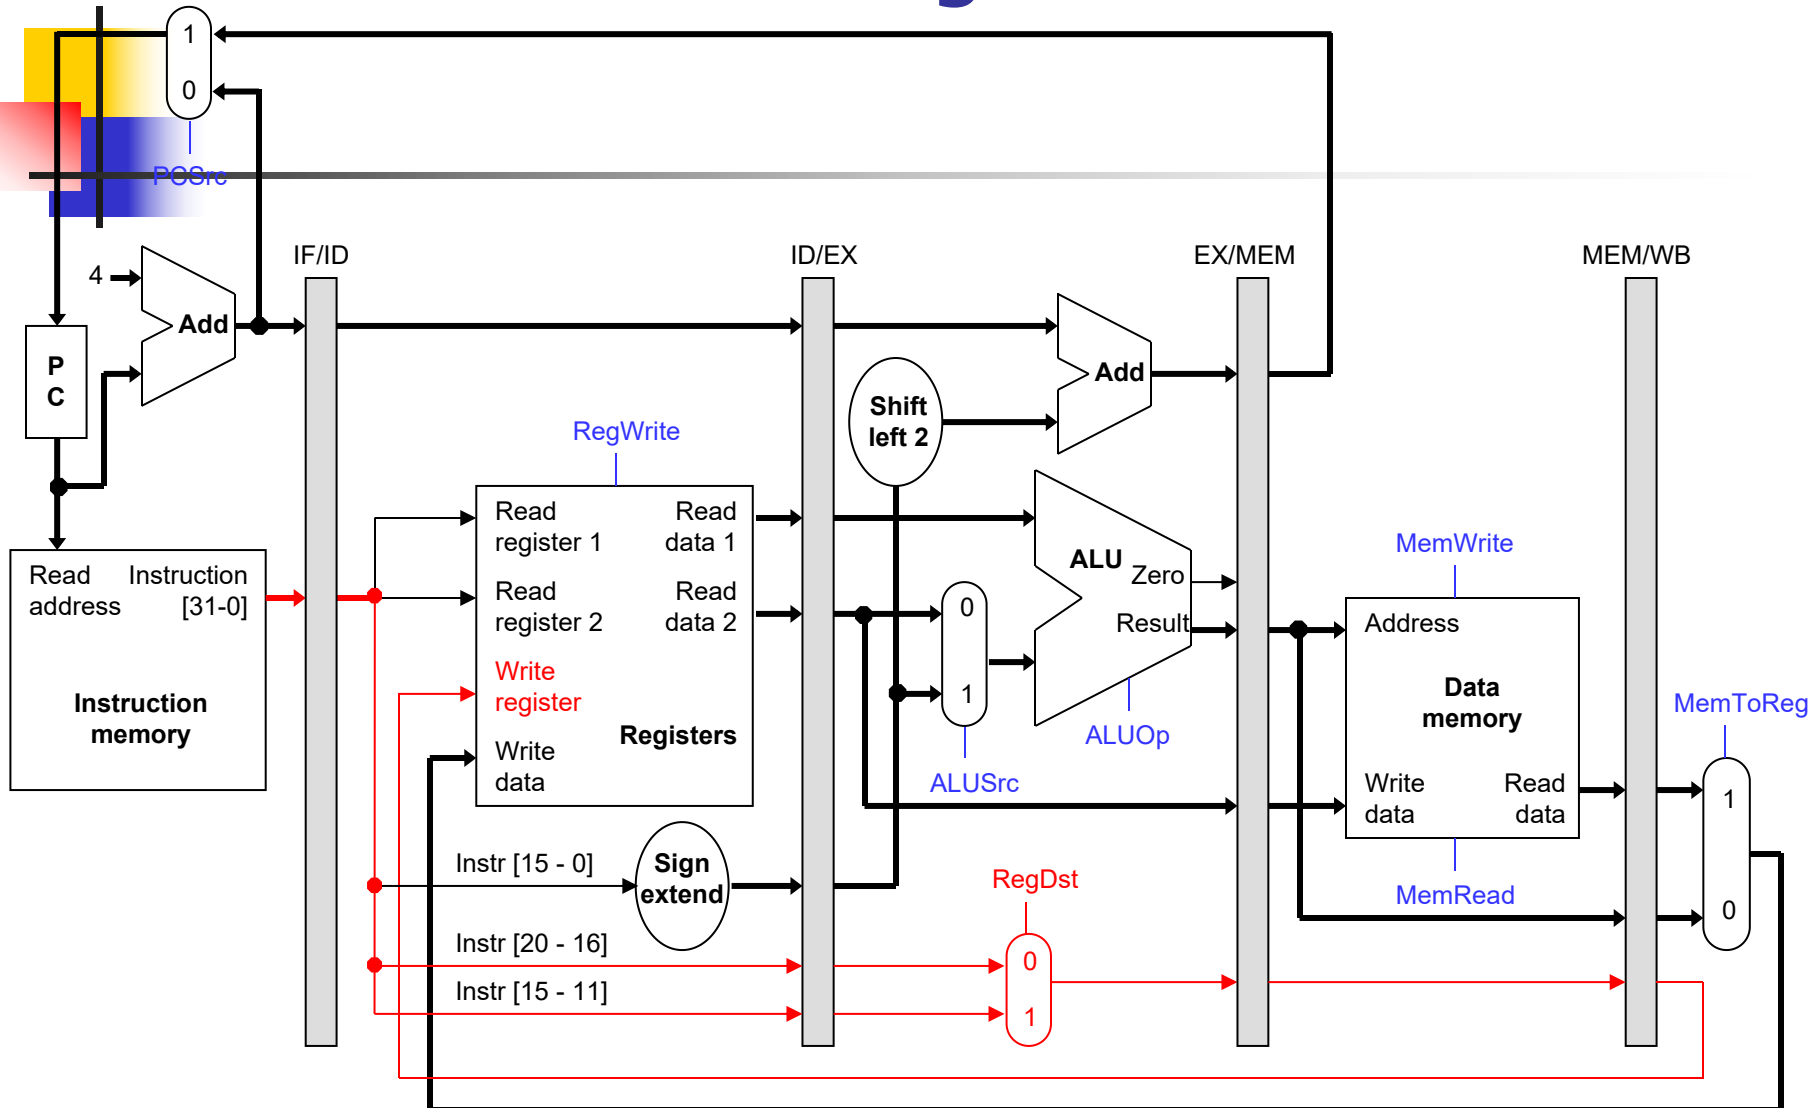 1
0
PCSrc
IF/ID
ID/EX
EX/MEM
MEM/WB
4
Add
P
C
Add
Shift
left 2
RegWrite
Read
register 1
Read
data 1
Read
register 2
Read
data 2
Write
register
Write
data
Registers
Read
address
Instruction
[31-0]
Instruction
memory
ALU
Zero
Result
0
1
ALUSrc
ALUOp
MemWrite
Address
Data
memory
Write
data
Read
data
MemRead
MemToReg
1
0
Instr [15 - 0]
Sign
extend
RegDst
Instr [20 - 16]
0
Instr [15 - 11]
1